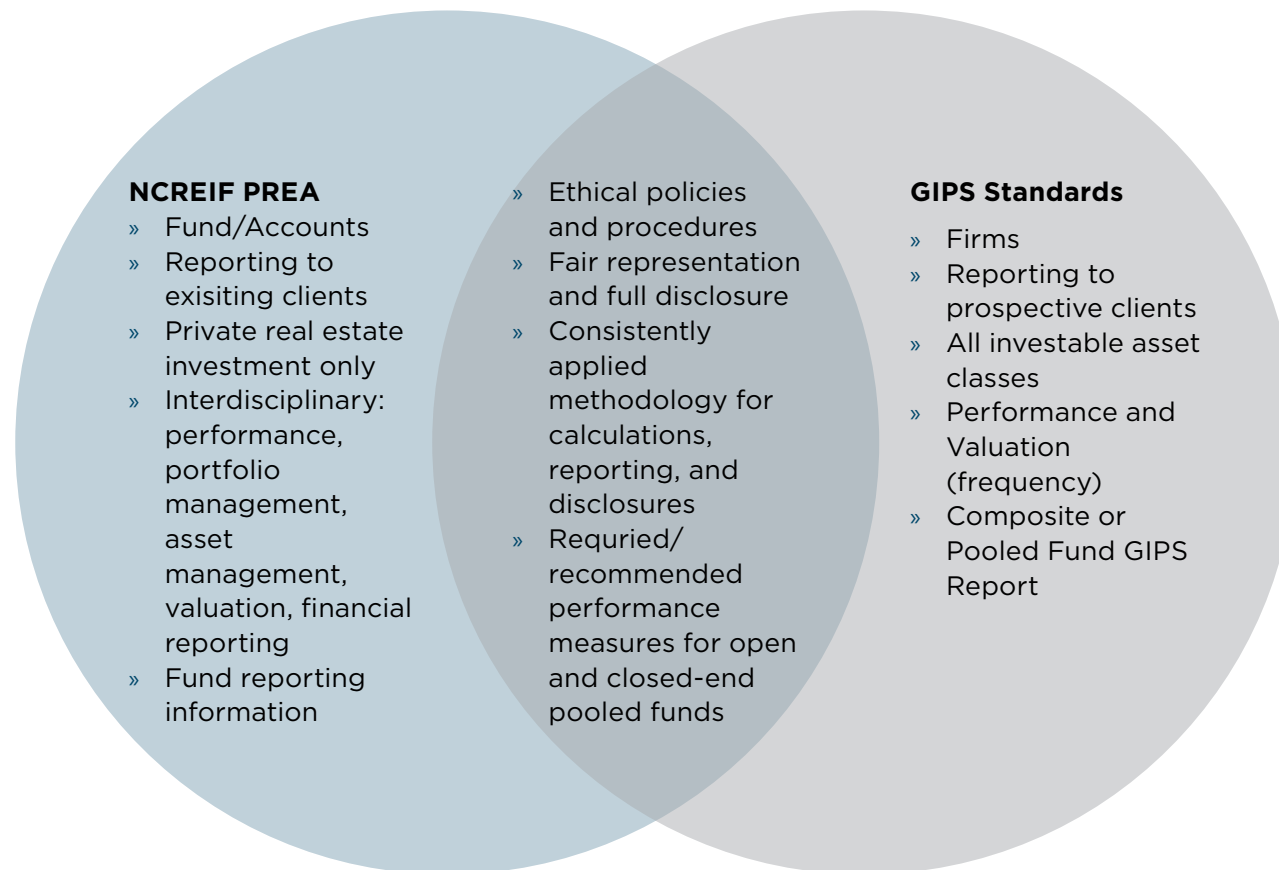 NCREIF PREA
» Fund/Accounts
» Reporting to
exisiting clients
» Private real estate
investment only
» Interdisciplinary:
performance,
portfolio
management,
asset
management,
valuation, financial
reporting
» Fund reporting
information
» Ethical policies
and procedures
» Fair representation
and full disclosure
» Consistently
applied
methodology for
calculations,
reporting, and
disclosures
» Requried/
recommended
performance
measures for open
and closed-end
pooled funds
GIPS Standards
» Firms
» Reporting to
prospective clients
» All investable asset
classes
» Performance and
Valuation
(frequency)
» Composite or
Pooled Fund GIPS
Report